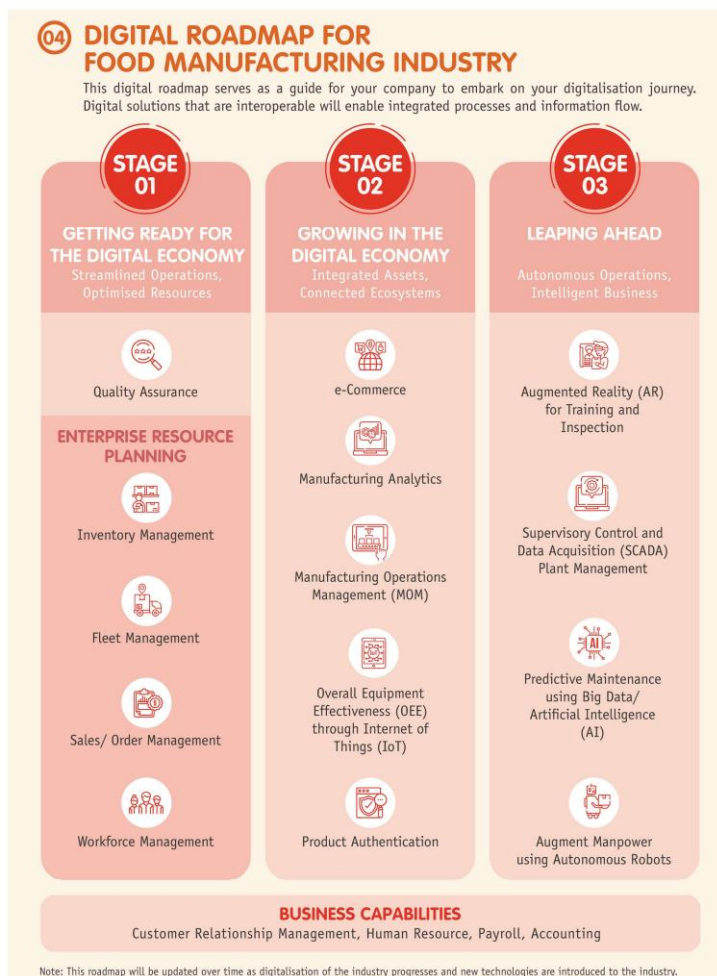 04
DIGITAL ROADMAP FOR
FOOD MANUFACTURING INDUSTRY
This digital roadmap serves as a guide for your company to embark on your digitalisation journey.
Digital solutions that are interoperable will enable integrated processes and information flow.
STAGE
01
GETTING READY FOR
THE DIGITAL ECONOMY
Streamlined Operations,
Optimised Resources
Quality Assurance
ENTERPRISE RESOURCE
PLANNING
Inventory Management
Fleet Management
Sales/ Order Management
Workforce Management
STAGE
02
GROWING IN THE
DIGITAL ECONOMY
Integrated Assets,
Connected Ecosystems
e-Commerce
Manufacturing Analytics
Manufacturing Operations
Management (MOM)
IoT
Overall Equipment
Effectiveness (OEE)
through Internet of
Things (IoT)
Product Authentication
STAGE
03
LEAPING AHEAD
Autonomous Operations,
Intelligent Business
Augmented Reality (AR)
for Training and
Inspection
Supervisory Control and
Data Acquisition (SCADA)
Plant Management
AI
Predictive Maintenance
using Big Data/
Artificial Intelligence
(AI)
Augment Manpower
using Autonomous Robots
BUSINESS CAPABILITIES
Customer Relationship Management, Human Resource, Payroll, Accounting
Note: This roadmap will be updated over time as digitalisation of the industry progresses and new technologies are introduced to the industry.